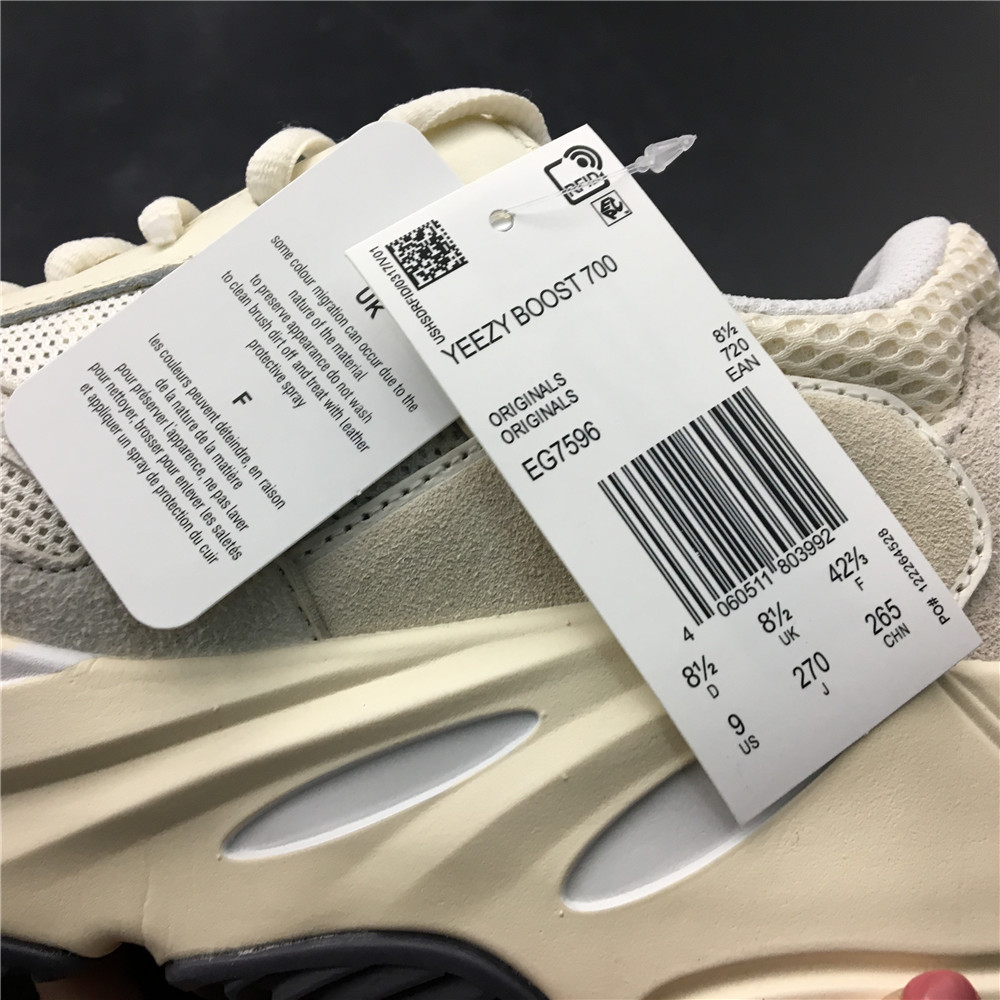 UK
some colour migration can occur due to the
nature of the material
to preserve appearance do not wash
to clean brush dirt off and treat with leather
protective spray
F
les couleurs peuvent déteindre, en raison
de la nature de la matière
pour préserver l'apparence, ne pas laver
pour nettoyer, brosser pour enlever les saletés
et appliquer un spray de protection du cuir
RFID
USHSDRFID/0317/V01
YEEZY BOOST 700
ORIGINALS
ORIGINALS
EG7596
8½
720
EAN
4 060511 803992
8½
D
8½
UK
42⅔
F
9
US
270
J
265
CHN
PO# 122264528